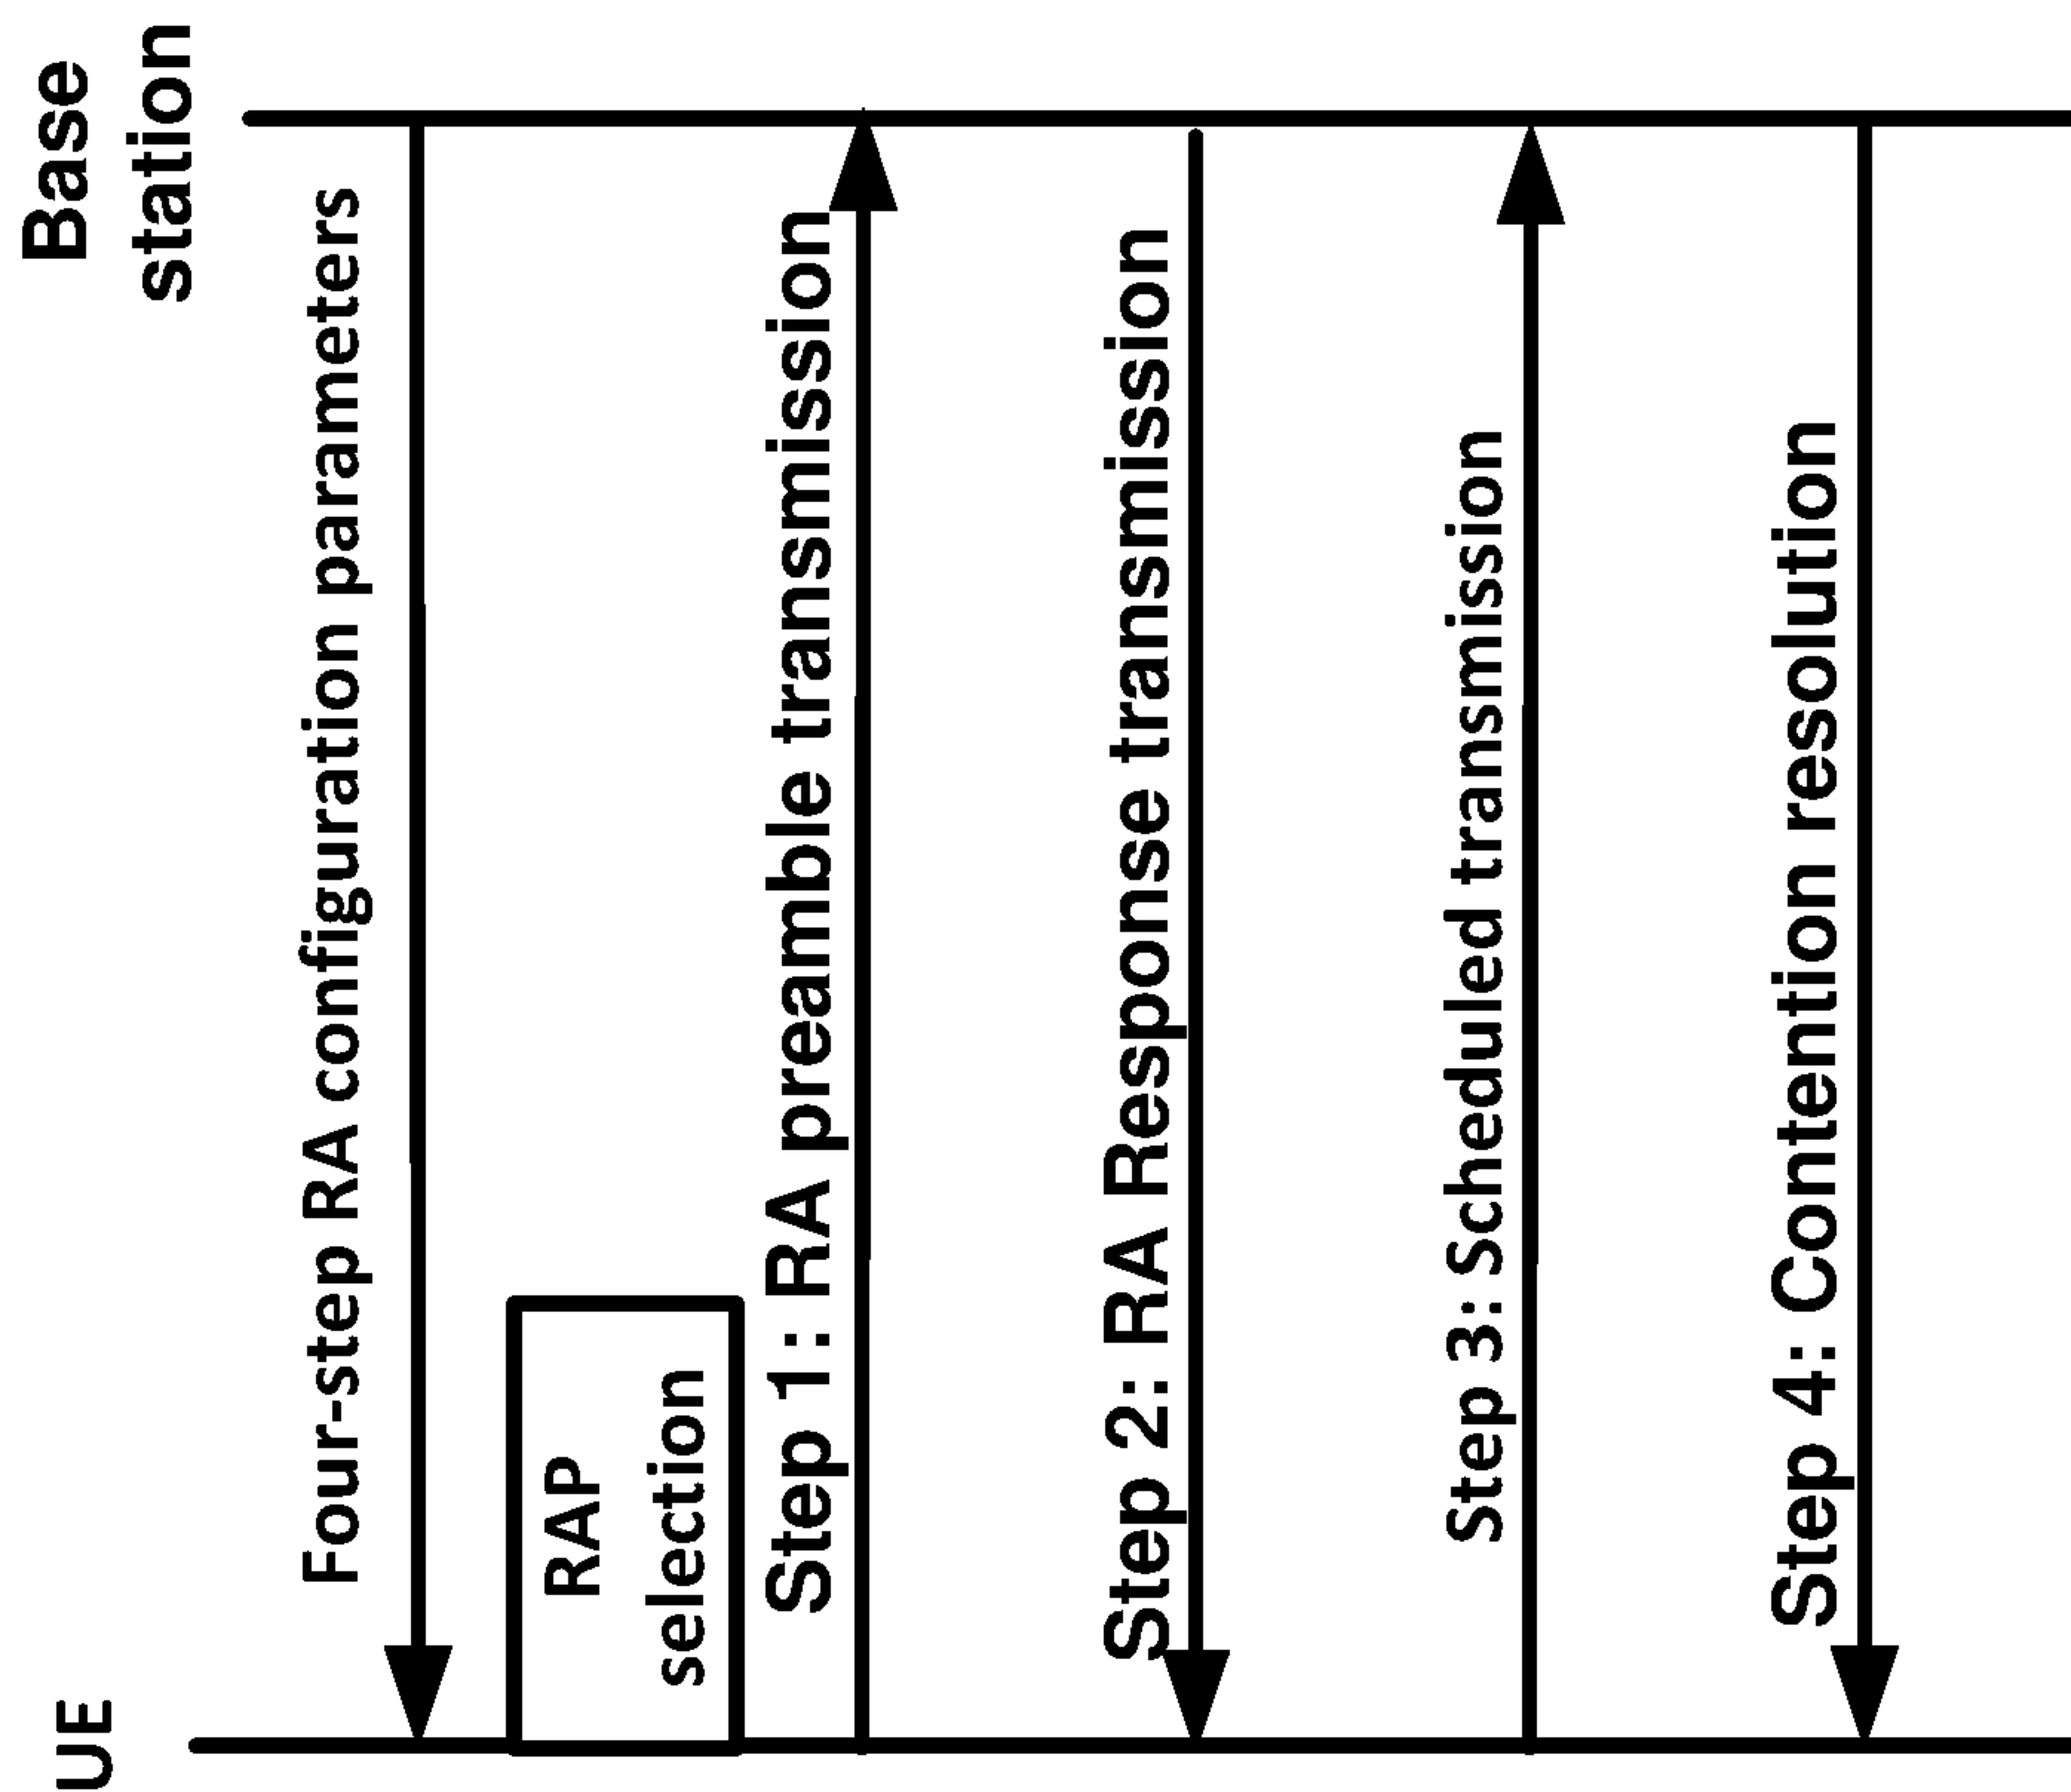 UE
Base
station
Four-step RA configuration parameters
RAP
selection
Step 1: RA preamble transmission
Step 2: RA Response transmission
Step 3: Scheduled transmission
Step 4: Contention resolution